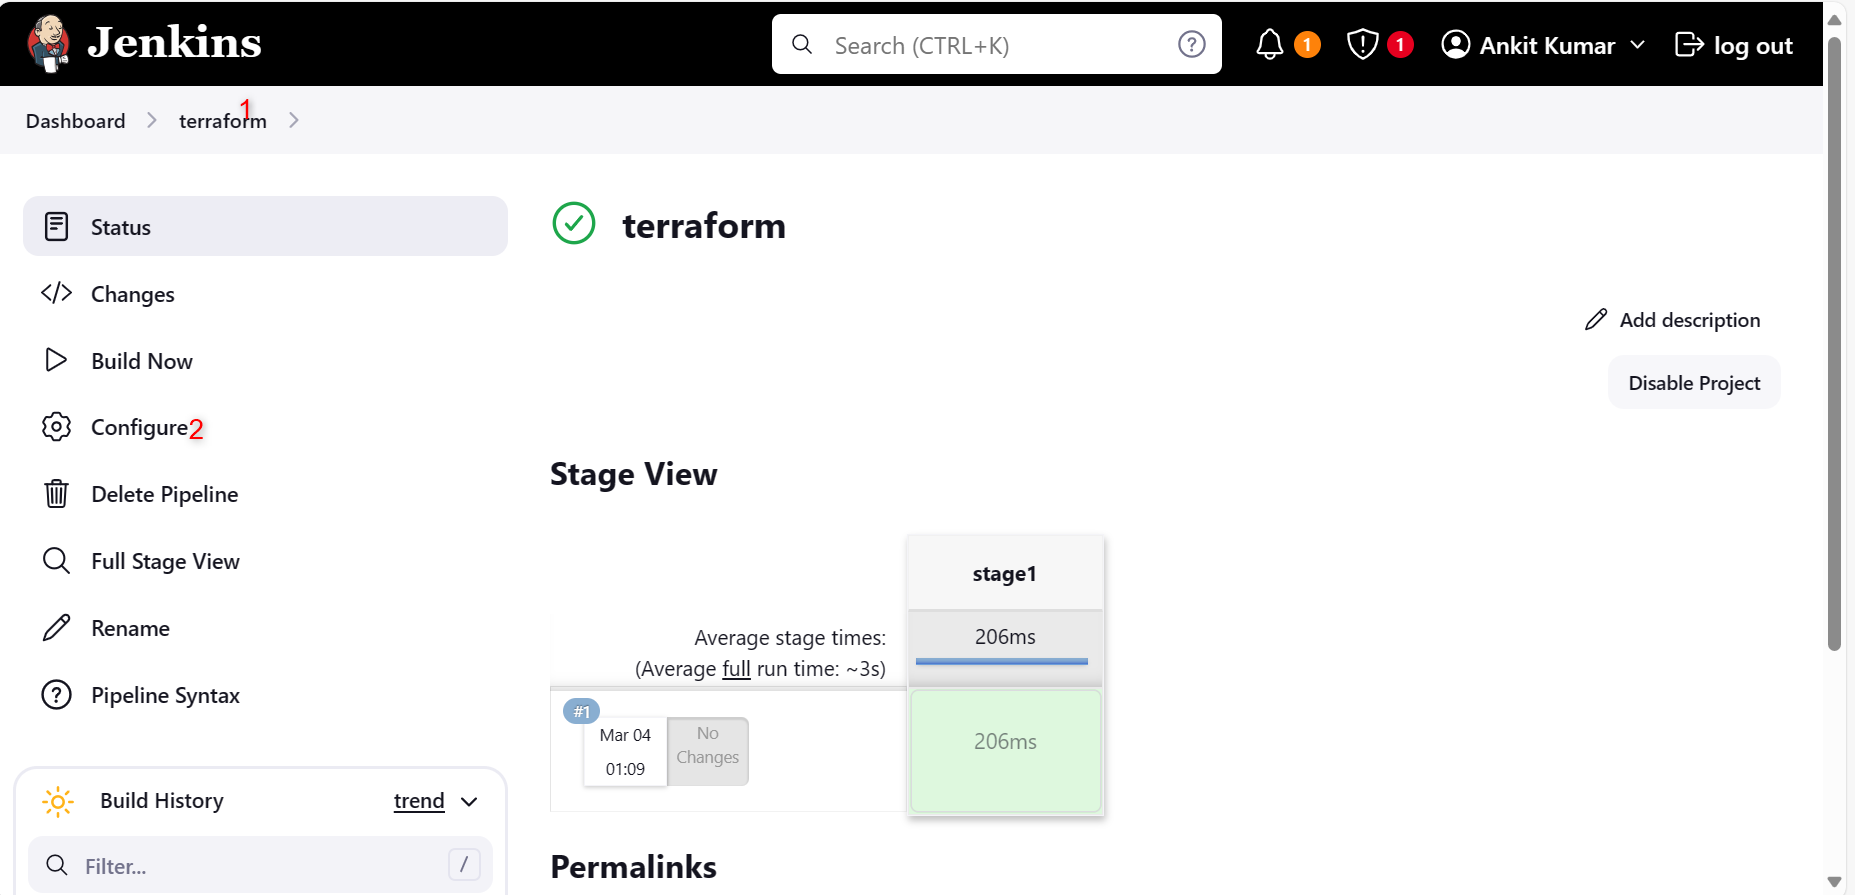 Jenkins
Search (CTRL+K)
?
1
1
Ankit Kumar
log out
Dashboard
terraform
1
Status
Changes
Build Now
Configure
2
Delete Pipeline
Full Stage View
Rename
Pipeline Syntax
Build History
trend
Filter...
/
terraform
Add description
Disable Project
Stage View
stage1
Average stage times:
206ms
(Average full run time: ~3s)
#1
Mar 04
01:09
No
Changes
206ms
Permalinks